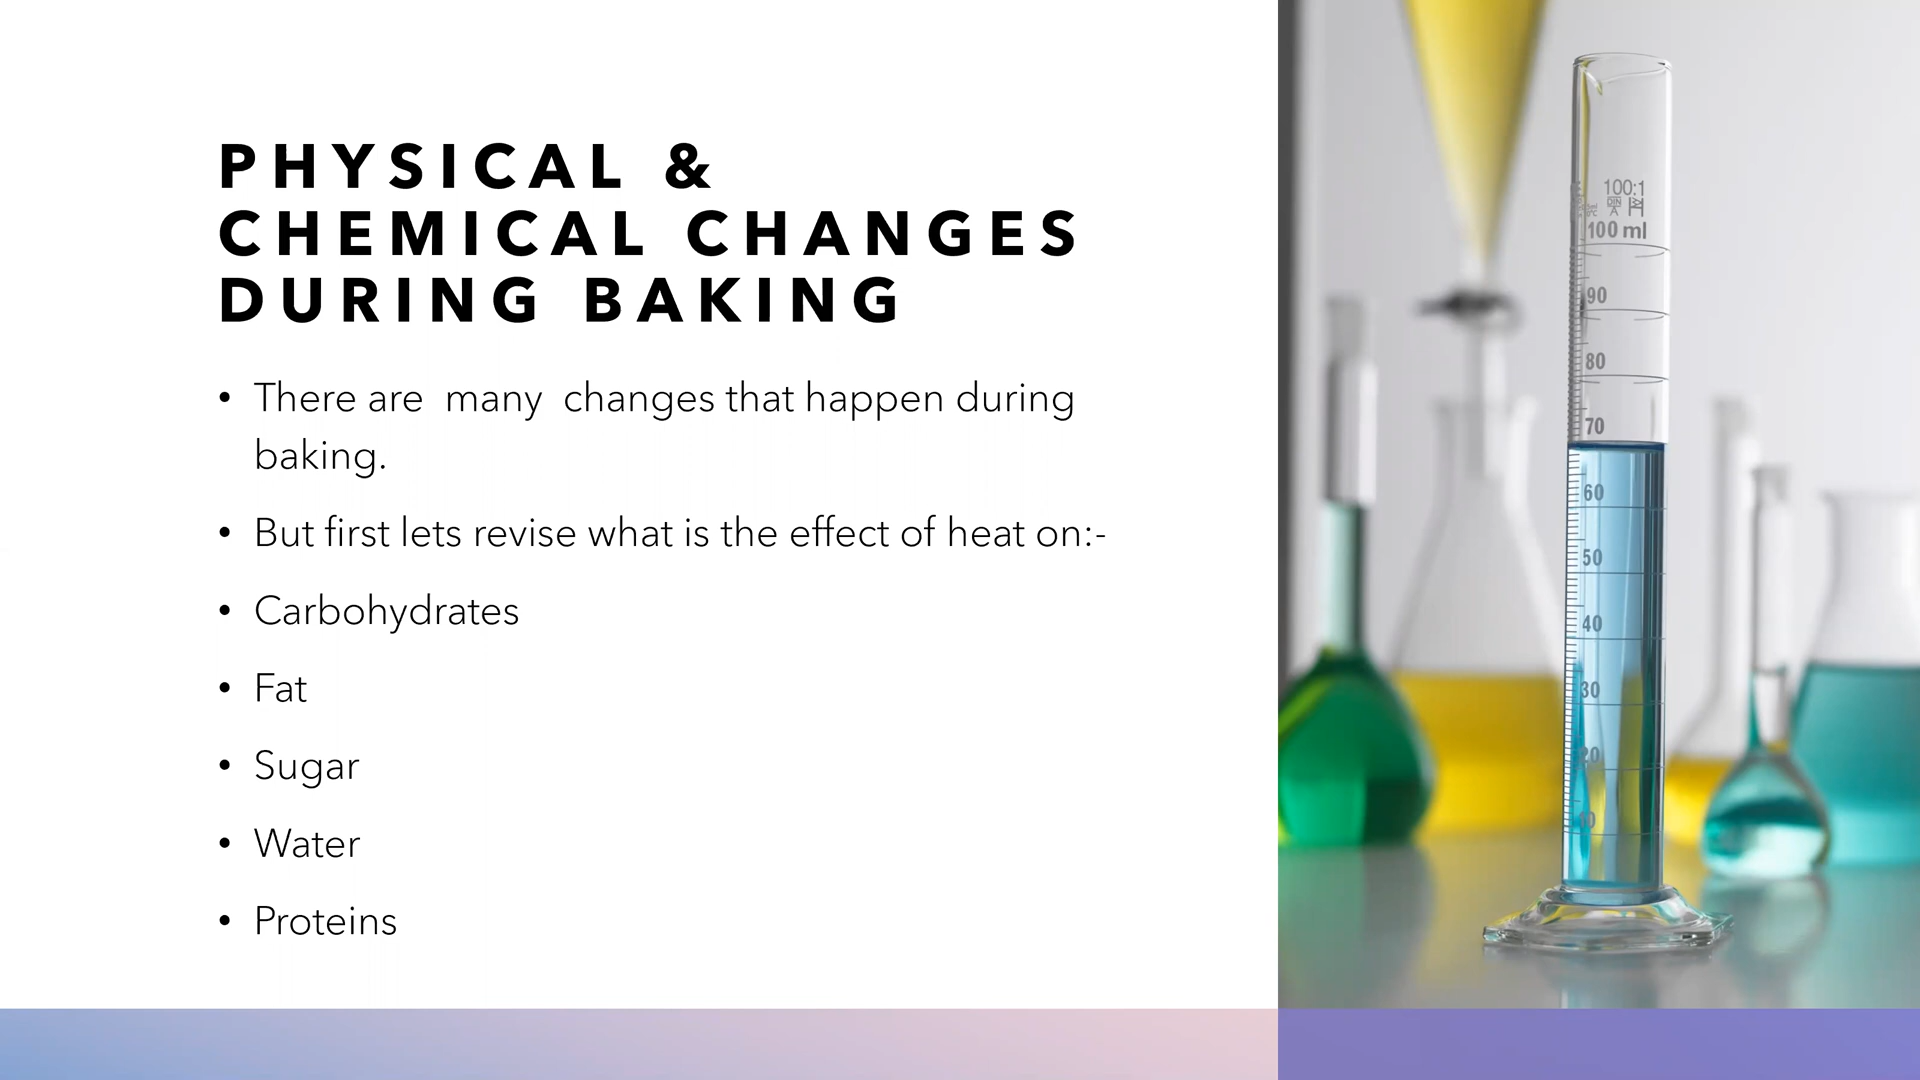 PHYSICAL &
CHEMICAL CHANGES
DURING BAKING
• There are  many  changes that happen during
baking.
• But first lets revise what is the effect of heat on:-
• Carbohydrates
• Fat
• Sugar
• Water
• Proteins
100:1
A
100 ml
90
80
70
60
50
40
30
20
10